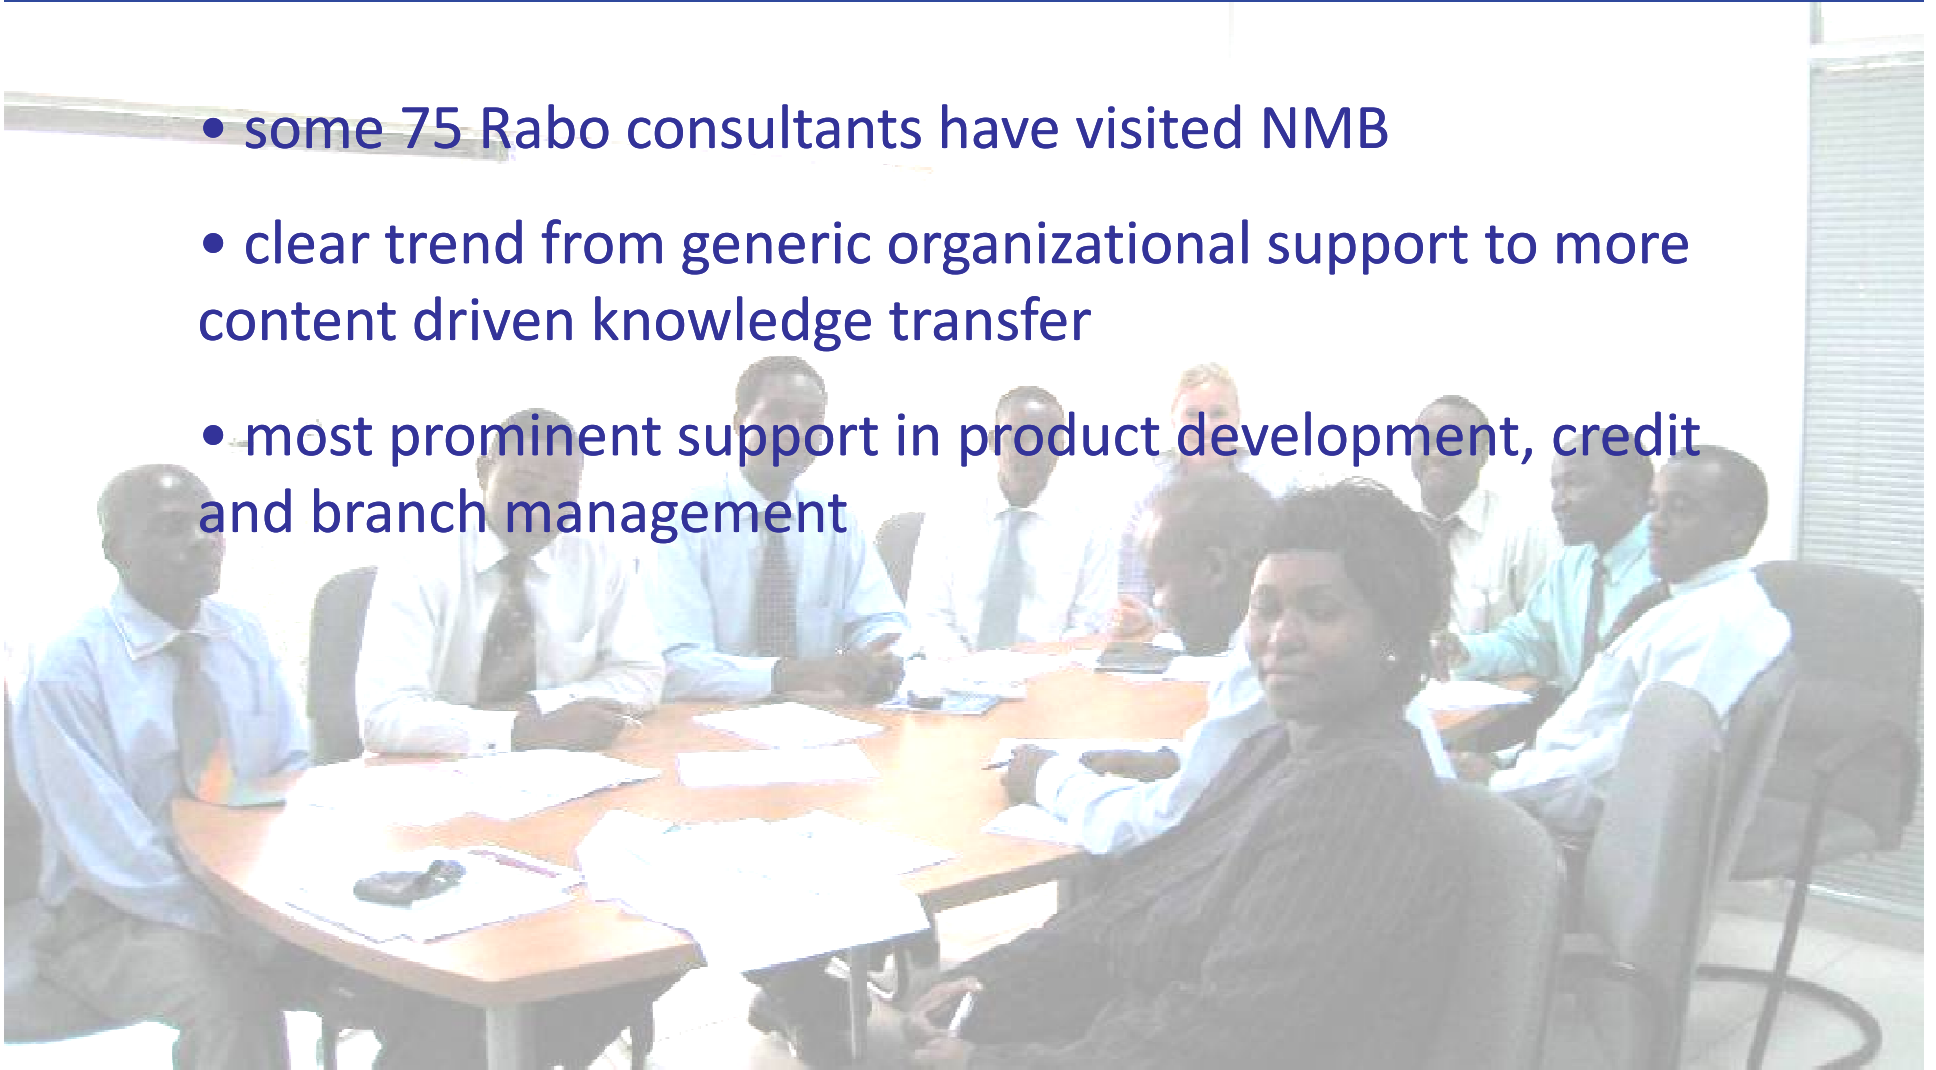 • some 75 Rabo consultants have visited NMB
• clear trend from generic organizational support to more
content driven knowledge transfer
• most prominent support in product development, credit
and branch management